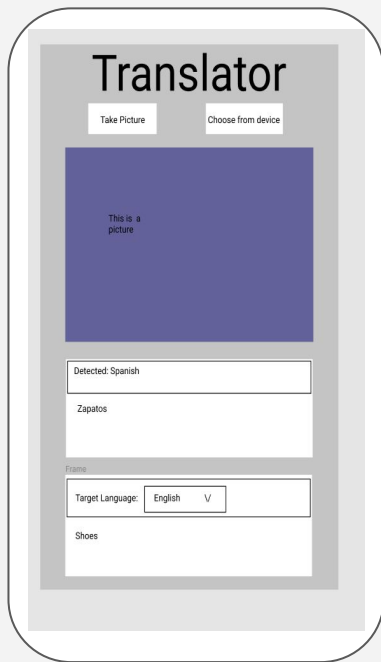 Translator
Take Picture
Choose from device
This is a
picture
Detected: Spanish
Zapatos
Frame
Target Language:
English \/
Shoes